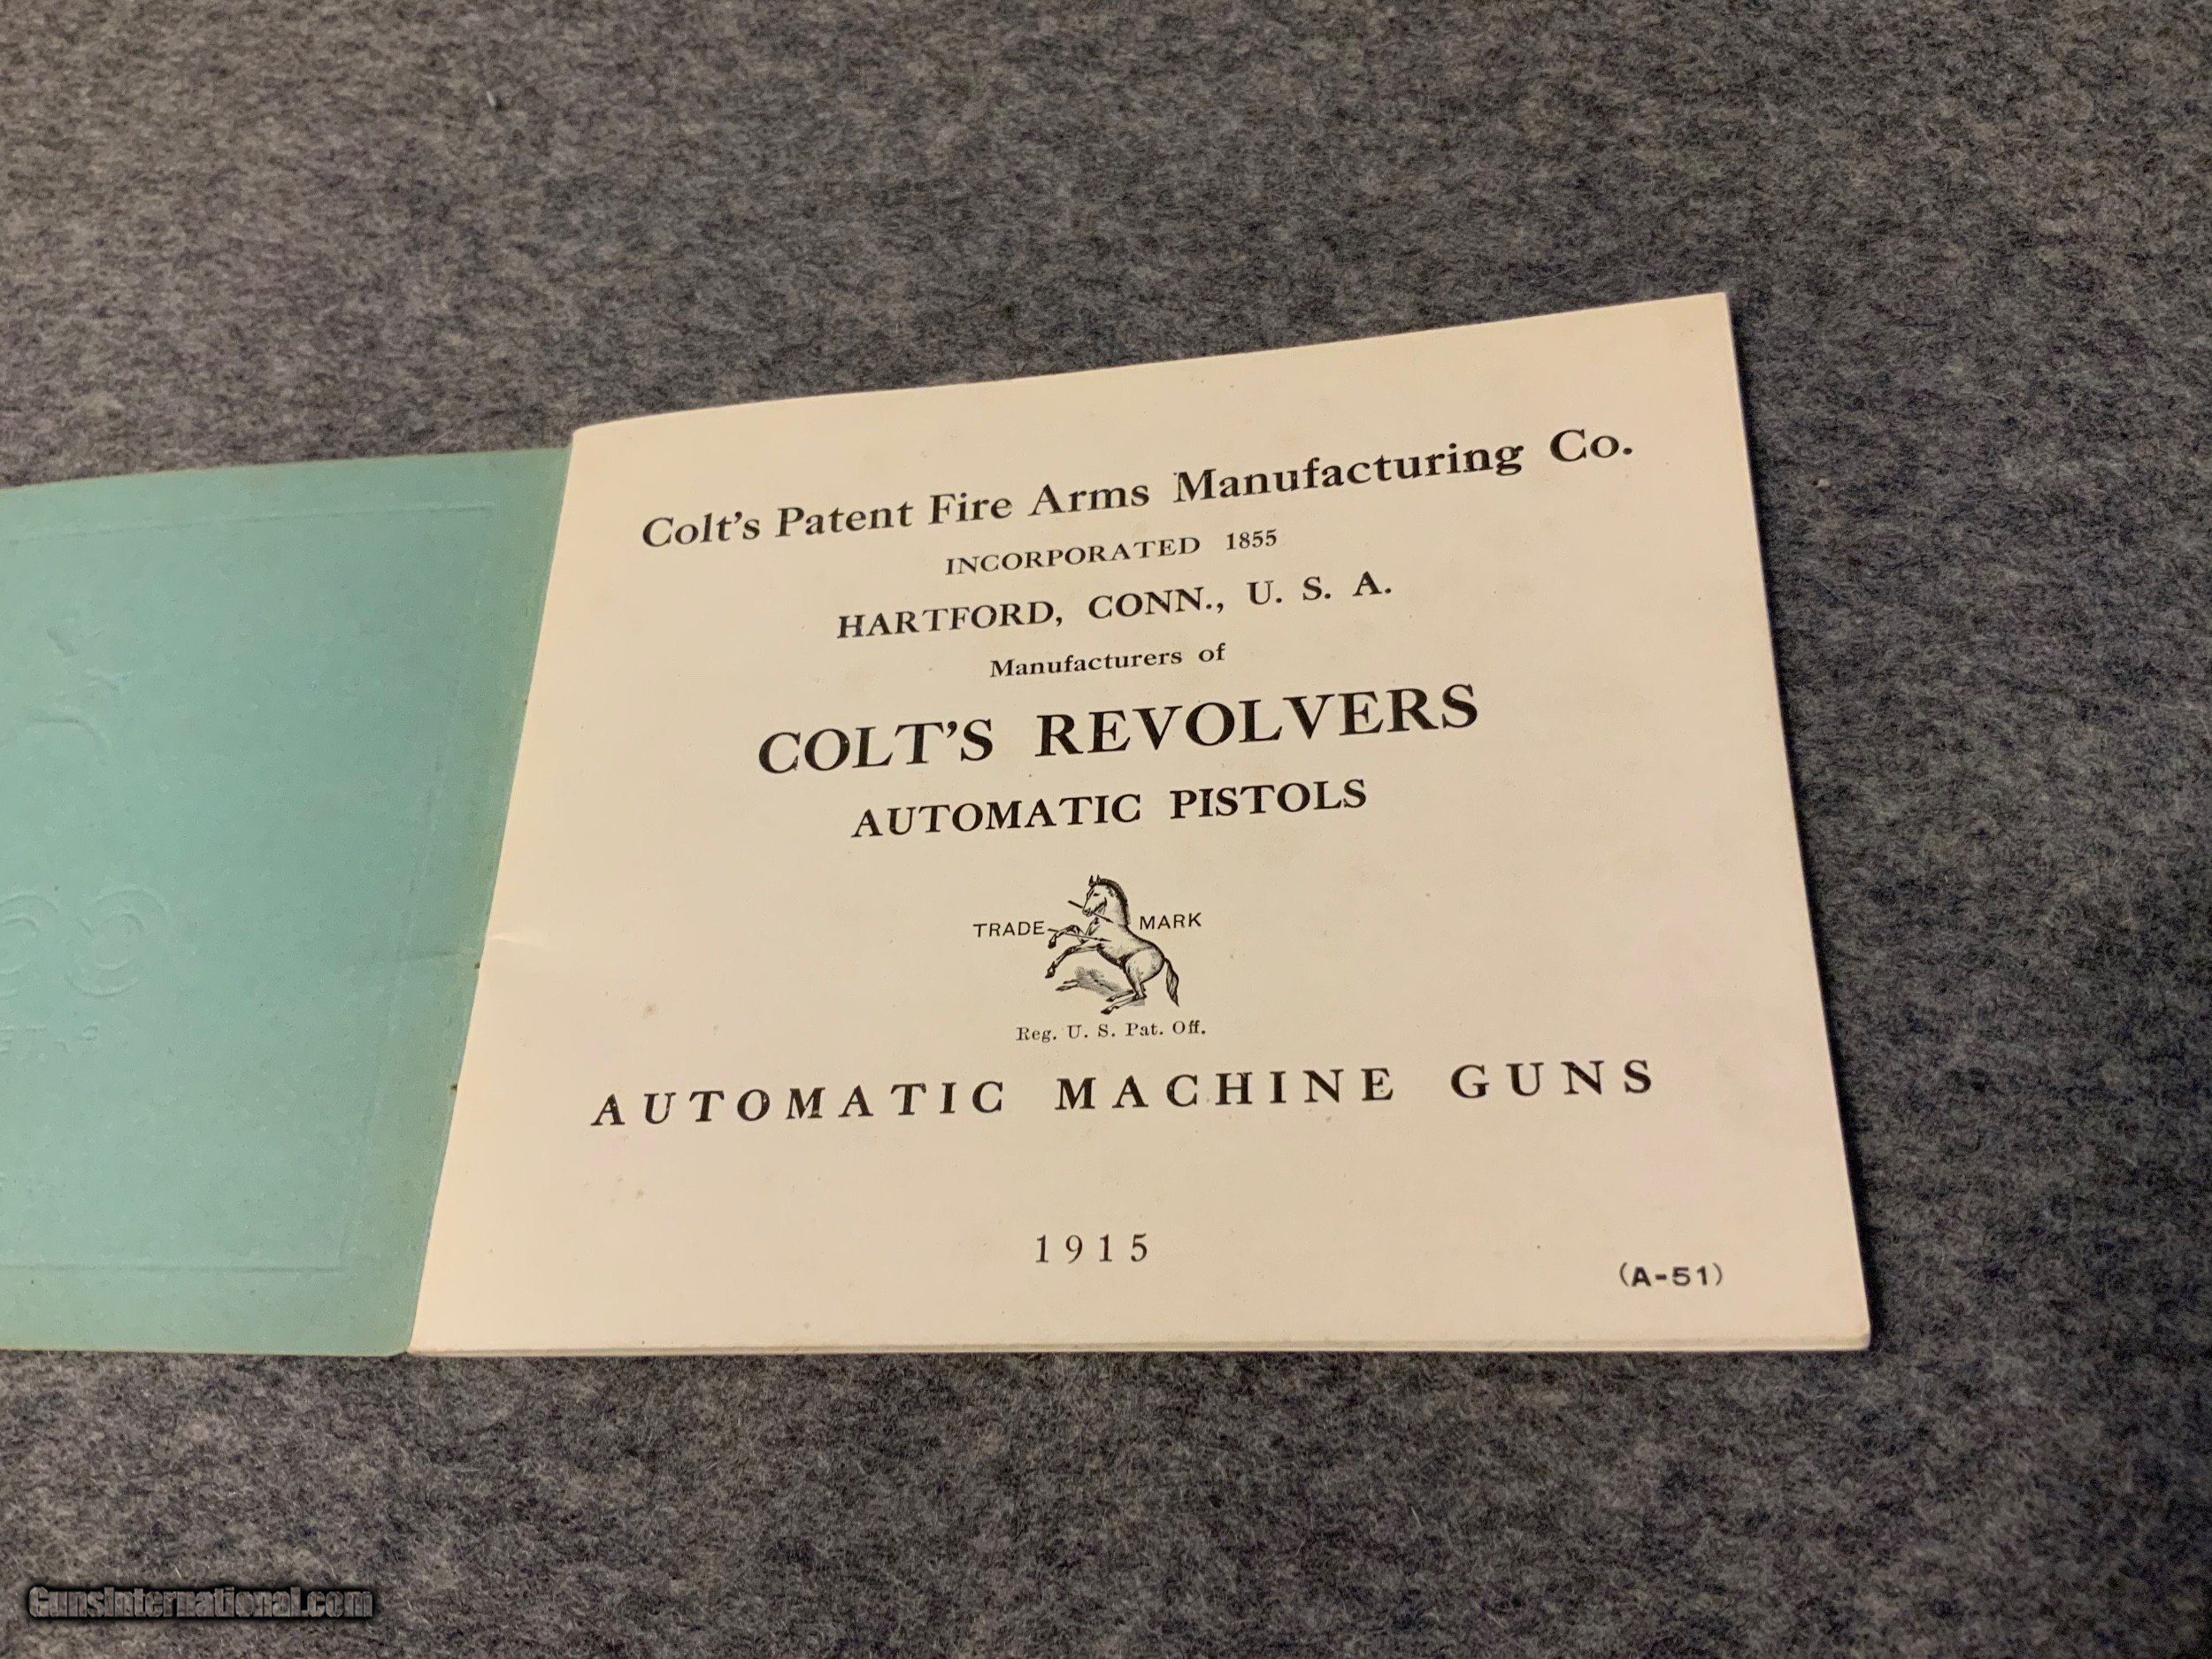 Colt's Patent Fire Arms Manufacturing Co.
INCORPORATED 1855
HARTFORD, CONN., U. S. A.
Manufacturers of
COLT'S REVOLVERS
AUTOMATIC PISTOLS
TRADE MARK
Reg. U. S. Pat. Off.
AUTOMATIC MACHINE GUNS
1915
(A-51)
GunsInternational.com